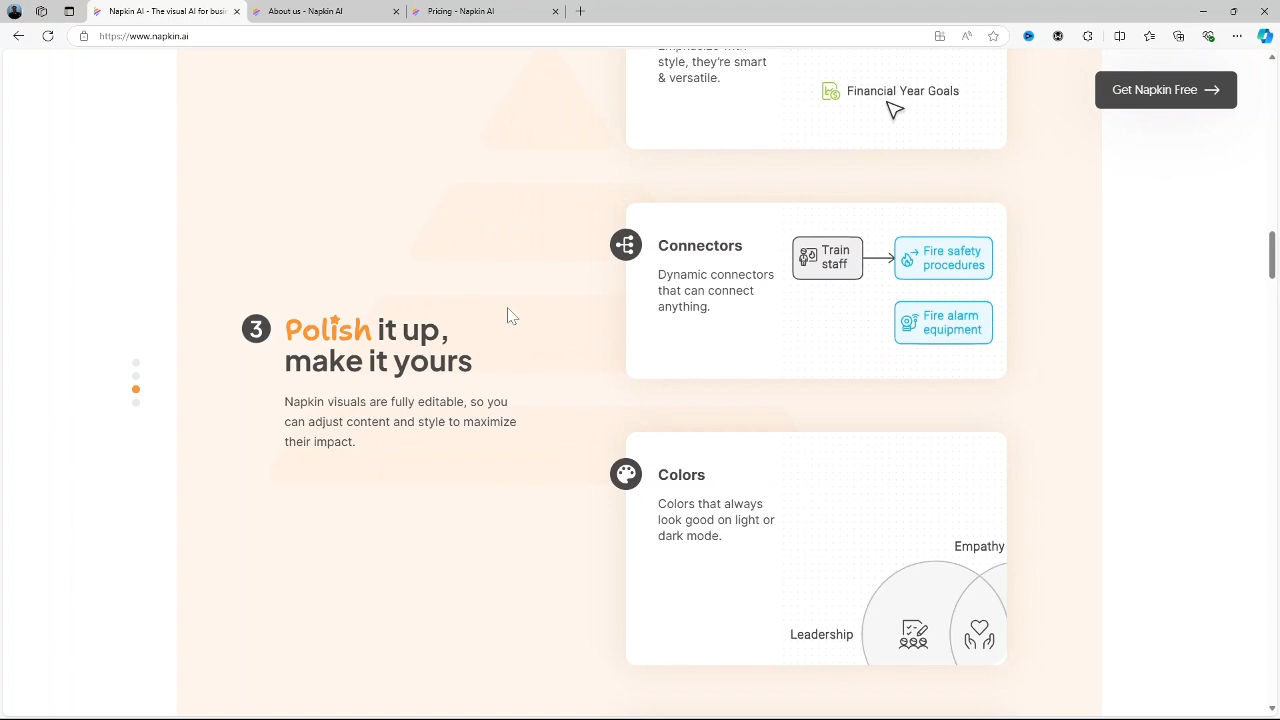 Napkin AI - The visual AI for busin
About us - Napkin AI
Pricing - Napkin AI
https://www.napkin.ai
style, they're smart
& versatile.
Financial Year Goals
Get Napkin Free
Connectors
Dynamic connectors
that can connect
anything.
Train
staff
Fire safety
procedures
Fire alarm
equipment
3
Polish it up,
make it yours
Napkin visuals are fully editable, so you
can adjust content and style to maximize
their impact.
Colors
Colors that always
look good on light or
dark mode.
Empathy
Leadership